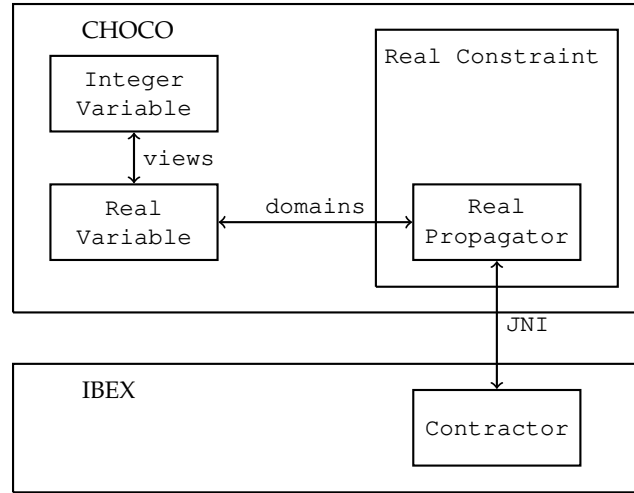 CHOCO
Real Constraint
Integer
Variable
views
Real
Variable
domains
Real
Propagator
JNI
IBEX
Contractor